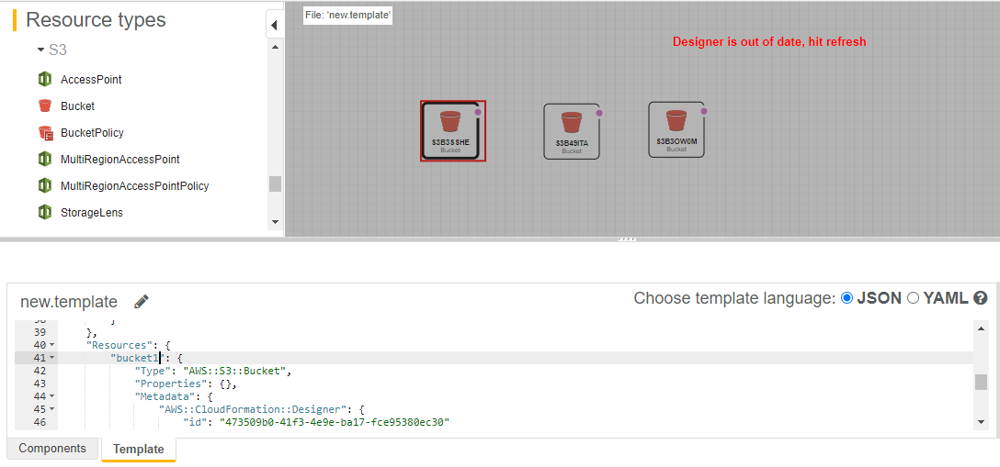 Resource types
S3
AccessPoint
Bucket
BucketPolicy
MultiRegionAccessPoint
MultiRegionAccessPointPolicy
StorageLens
File: 'new.template'
Designer is out of date, hit refresh
S3B3SSHE
Bucket
S3B49ITA
Bucket
S3B3OW0M
Bucket
new.template
Choose template language: JSON YAML ?
38 }
39 },
40 "Resources": {
41 "bucket1": {
42 "Type": "AWS::S3::Bucket",
43 "Properties": {},
44 "Metadata": {
45 "AWS::CloudFormation::Designer": {
46 "id": "473509b0-41f3-4e9e-ba17-fce95380ec30"
Components Template